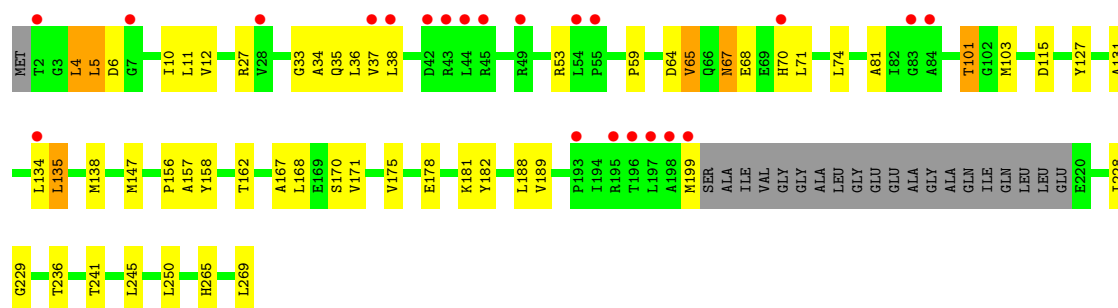 MET T2 G3 L4 L5 D6 G7 I10 L11 V12 R27 V28 G33 A34 Q35 L36 V37 L38 D42 R43 L44 R45 R49 R53 L54 P55 P59 D64 V65 Q66 N67 E68 E69 H70 L71 L74 A81 I82 G83 A84 T101 G102 M103 D115 Y127 A131
L134 L135 M138 M147 P156 A157 Y158 T162 A167 L168 E169 S170 V171 V175 E178 K181 Y182 L188 V189 P193 I194 R195 T196 L197 A198 M199 SER ALA ILE VAL GLY GLY ALA LEU GLY GLU GLU ALA GLY ALA GLN ILE GLN LEU LEU GLU E220
G229 T236 T241 L245 L250 H265 L269